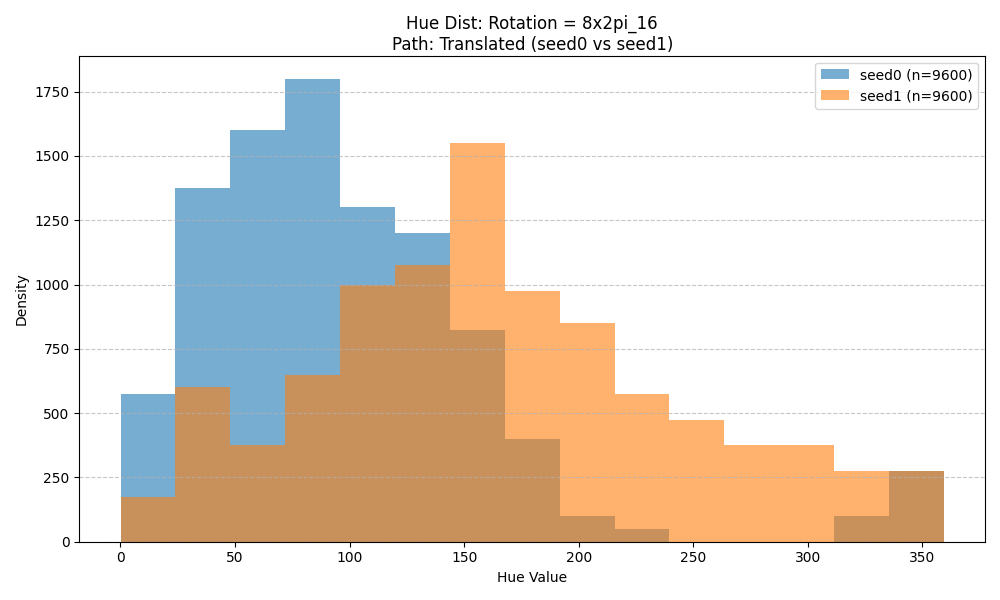 Hue Dist: Rotation = 8x2pi_16
Path: Translated (seed0 vs seed1)
seed0 (n=9600)
seed1 (n=9600)
Density
1750
1500
1250
1000
750
500
250
0
0 50 100 150 200 250 300 350
Hue Value